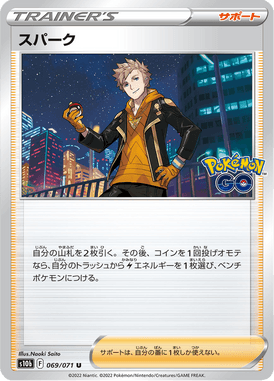 TRAINER'S サポート
スパーク
Pokémon
GO
自分の山札を2枚引く。その後、コインを1回投げオモテ
なら、自分のトラッシュからエネルギーを1枚選び、ベンチ
ポケモンにつける。
Illus.Naoki Saito
s10b F 069/071 U
サポートは、自分の番に1枚しか使えない。
©2022 Niantic. ©2022 Pokémon/Nintendo/Creatures/GAME FREAK.